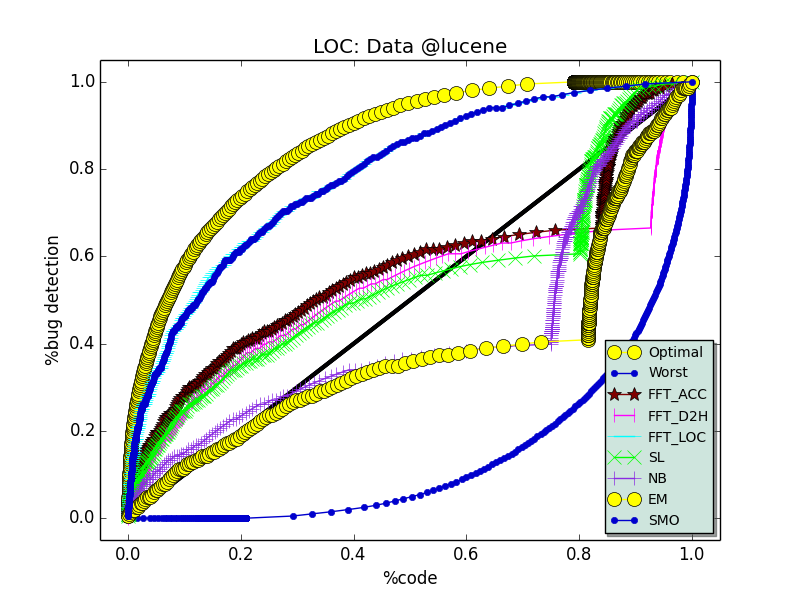 LOC: Data @lucene
1.0
0.8
0.6
0.4
0.2
0.0
%bug detection
Optimal
Worst
FFT_ACC
FFT_D2H
FFT_LOC
SL
NB
EM
SMO
0.0 0.2 0.4 0.6 0.8 1.0
%code